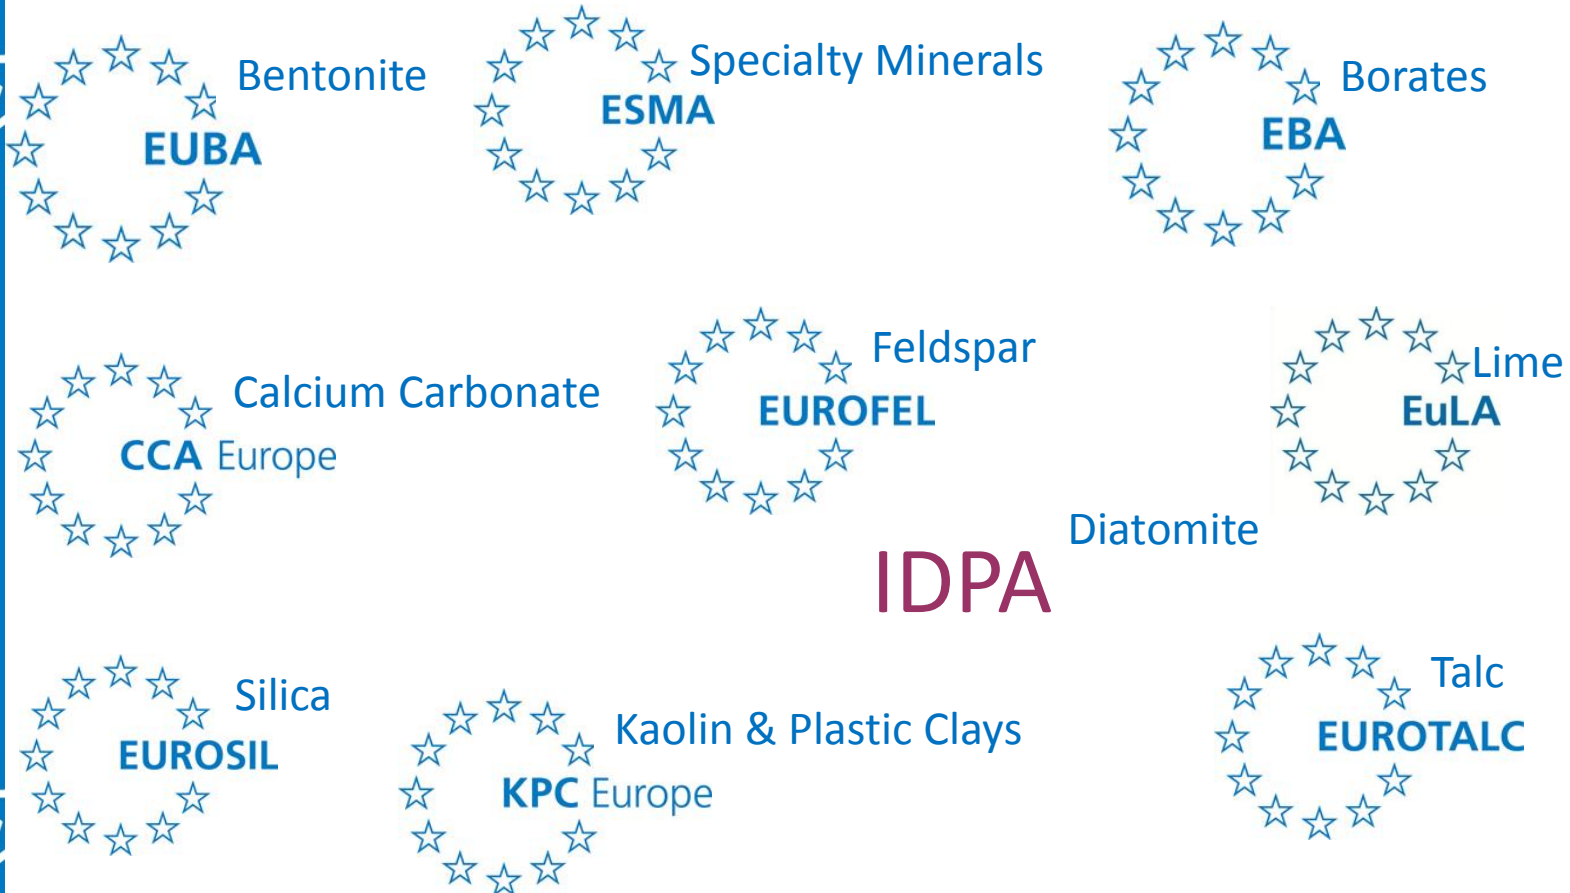 Bentonite
EUBA
Specialty Minerals
ESMA
Borates
EBA
Calcium Carbonate
CCA Europe
Feldspar
EUROFEL
Lime
EuLA
Diatomite
IDPA
Silica
EUROSIL
Kaolin & Plastic Clays
KPC Europe
Talc
EUROTALC